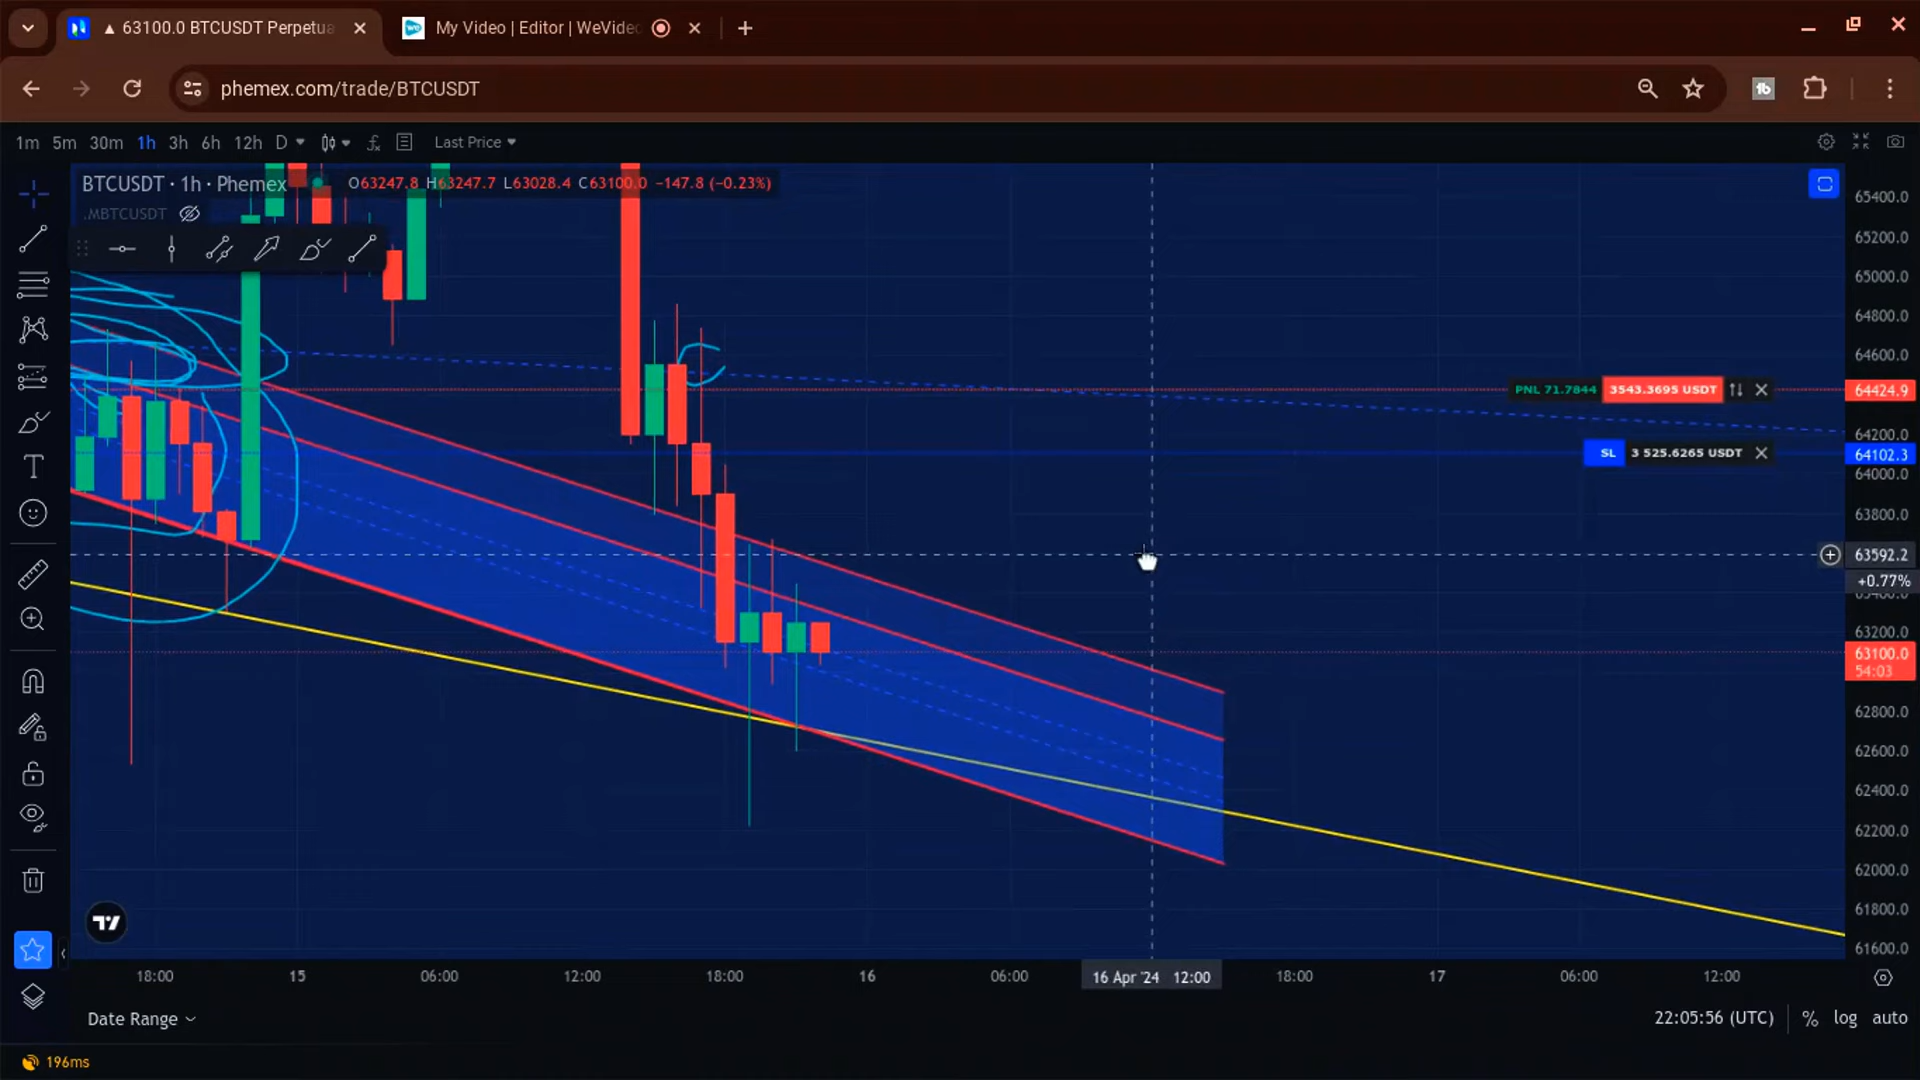 ▲ 63100.0 BTCUSDT Perpetua
My Video | Editor | WeVideo
phemex.com/trade/BTCUSDT
1m 5m 30m 1h 3h 6h 12h D Last Price
BTCUSDT · 1h · Phemex O63247.8 H63247.7 L63028.4 C63100.0 −147.8 (−0.23%)
.MBTCUSDT
65400.0
65200.0
65000.0
64800.0
64600.0
PNL 71.7844 3543.3695 USDT 64424.9
64200.0
SL 3 525.6265 USDT 64102.3
64000.0
63800.0
63592.2
+0.77%
63400.0
63200.0
63100.0
54:03
62800.0
62600.0
62400.0
62200.0
62000.0
61800.0
61600.0
18:00 15 06:00 12:00 18:00 16 06:00 16 Apr '24 12:00 18:00 17 06:00 12:00
Date Range 22:05:56 (UTC) % log auto
196ms